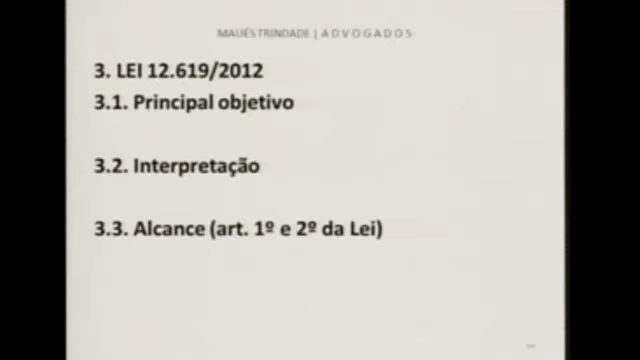 MAUÉS TRINDADE | A D V O G A D O S
3. LEI 12.619/2012
3.1. Principal objetivo
3.2. Interpretação
3.3. Alcance (art. 1º e 2º da Lei)